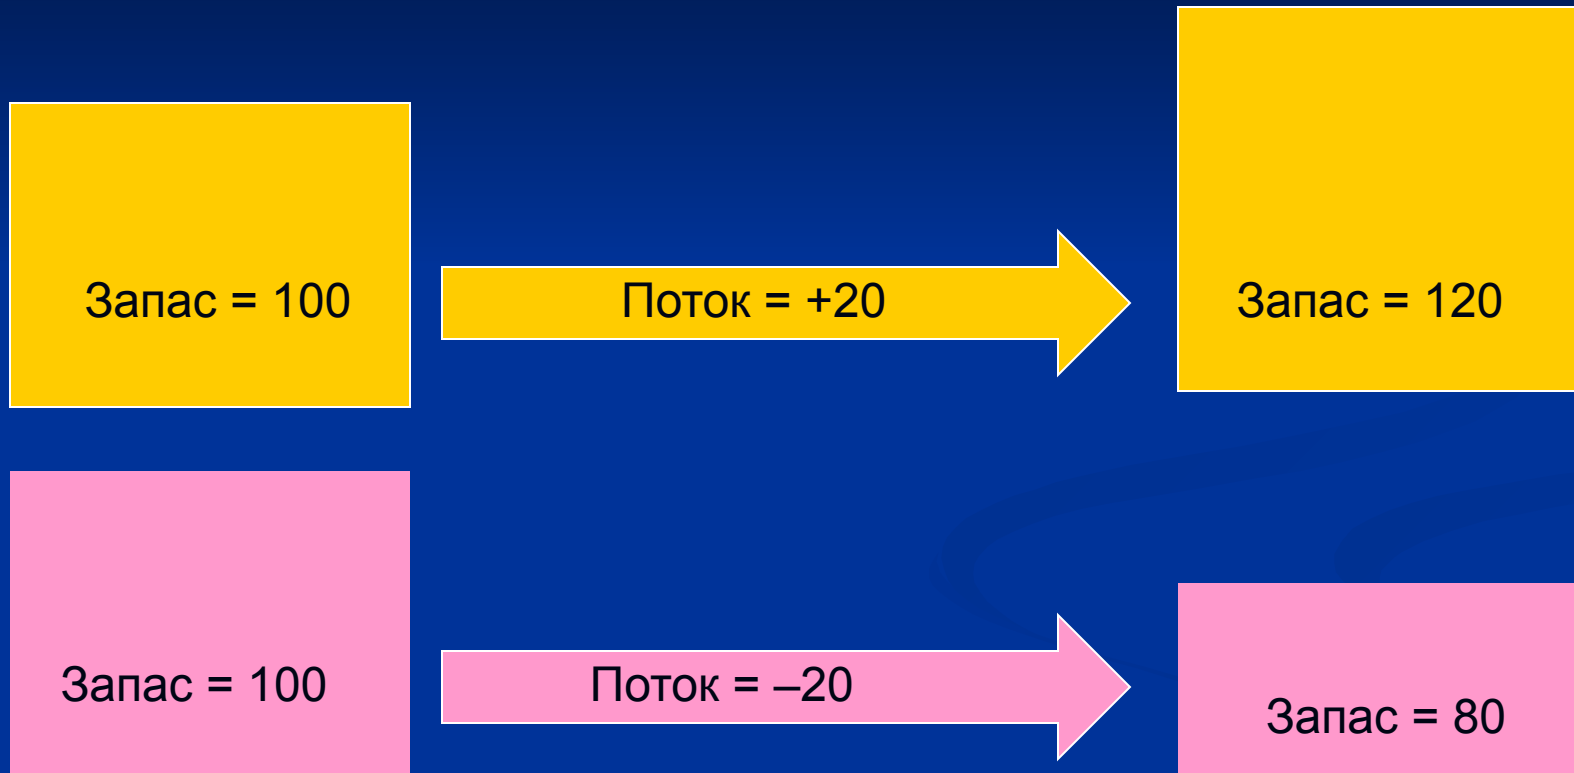 Запас = 100
Поток = +20
Запас = 120
Запас = 100
Поток = –20
Запас = 80